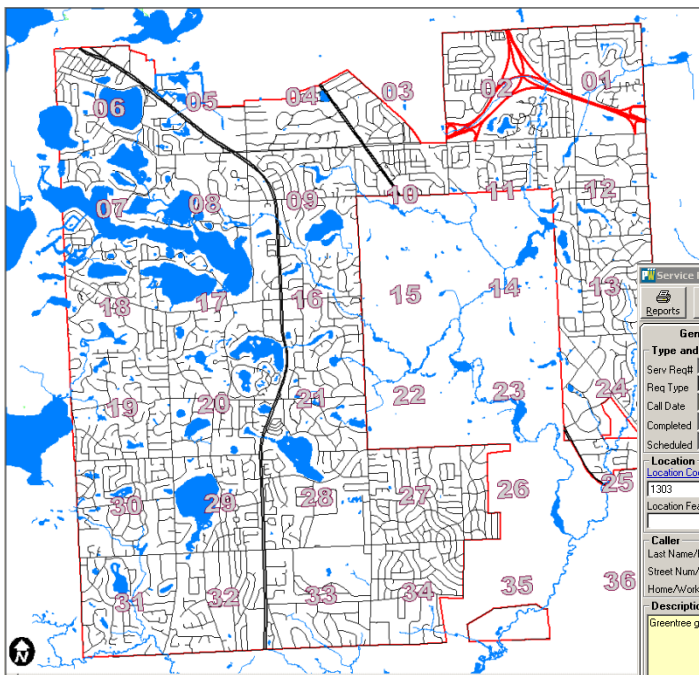 01
02
03
04
05
06
07
08
09
10
11
12
13
14
15
16
17
18
19
20
21
22
23
24
25
26
27
28
29
30
31
32
33
34
35
36
N
Service
Reports
Gen
Type and
Serv Req#
Req Type
Call Date
Completed
Scheduled
Location
Location Coo
1303
Location Fea
Caller
Last Name/
Street Num/
Home/Work
Descriptio
Greentree g